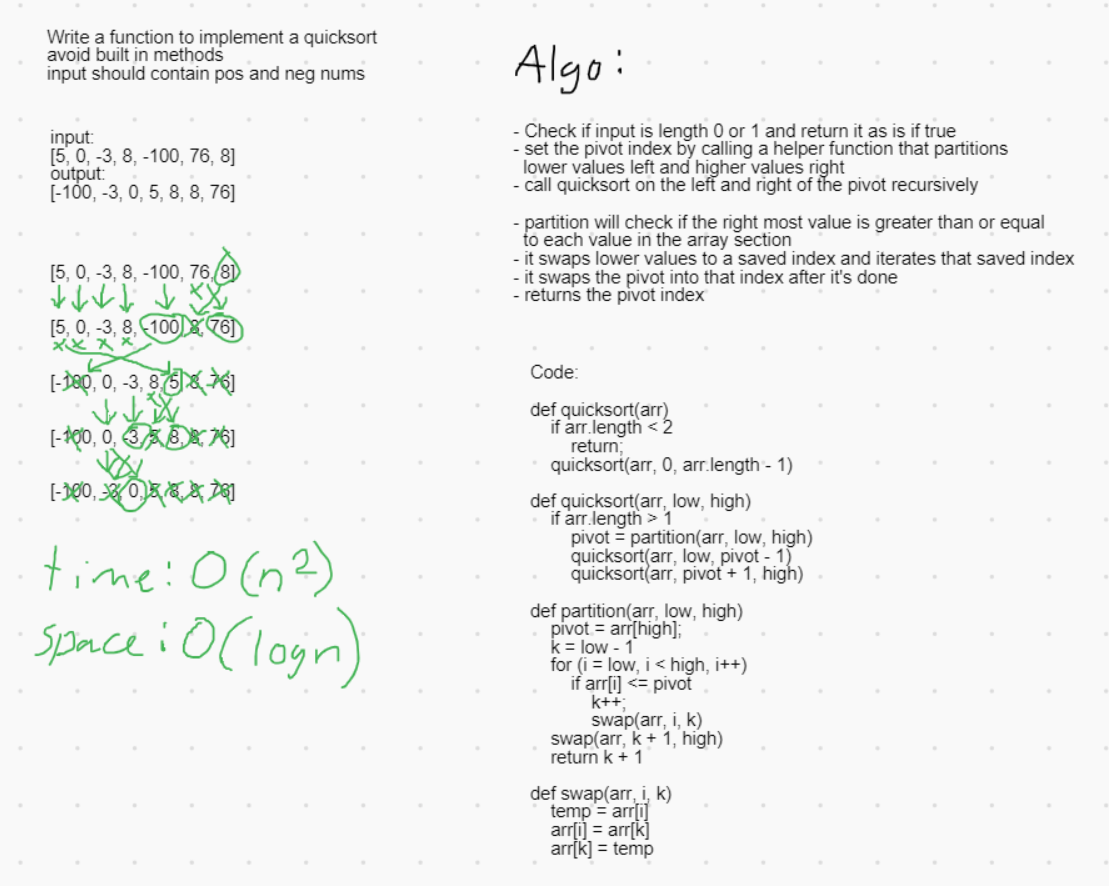 Write a function to implement a quicksort
avoid built in methods
input should contain pos and neg nums
input:
[5, 0, -3, 8, -100, 76, 8]
output:
[-100, -3, 0, 5, 8, 8, 76]
[5, 0, -3, 8, -100, 76, 8]
[5, 0, -3, 8, -100, 8, 76]
[-100, 0, -3, 8, 5, 8, 76]
[-100, 0, -3, 5, 8, 8, 76]
[-100, -3, 0, 5, 8, 8, 76]
time: O(n²)
space: O(logn)
Algo:
- Check if input is length 0 or 1 and return it as is if true
- set the pivot index by calling a helper function that partitions
lower values left and higher values right
- call quicksort on the left and right of the pivot recursively
- partition will check if the right most value is greater than or equal
to each value in the array section
- it swaps lower values to a saved index and iterates that saved index
- it swaps the pivot into that index after it's done
- returns the pivot index
Code:
def quicksort(arr)
if arr.length < 2
return;
quicksort(arr, 0, arr.length - 1)
def quicksort(arr, low, high)
if arr.length > 1
pivot = partition(arr, low, high)
quicksort(arr, low, pivot - 1)
quicksort(arr, pivot + 1, high)
def partition(arr, low, high)
pivot = arr[high];
k = low - 1
for (i = low, i < high, i++)
if arr[i] <= pivot
k++;
swap(arr, i, k)
swap(arr, k + 1, high)
return k + 1
def swap(arr, i, k)
temp = arr[i]
arr[i] = arr[k]
arr[k] = temp